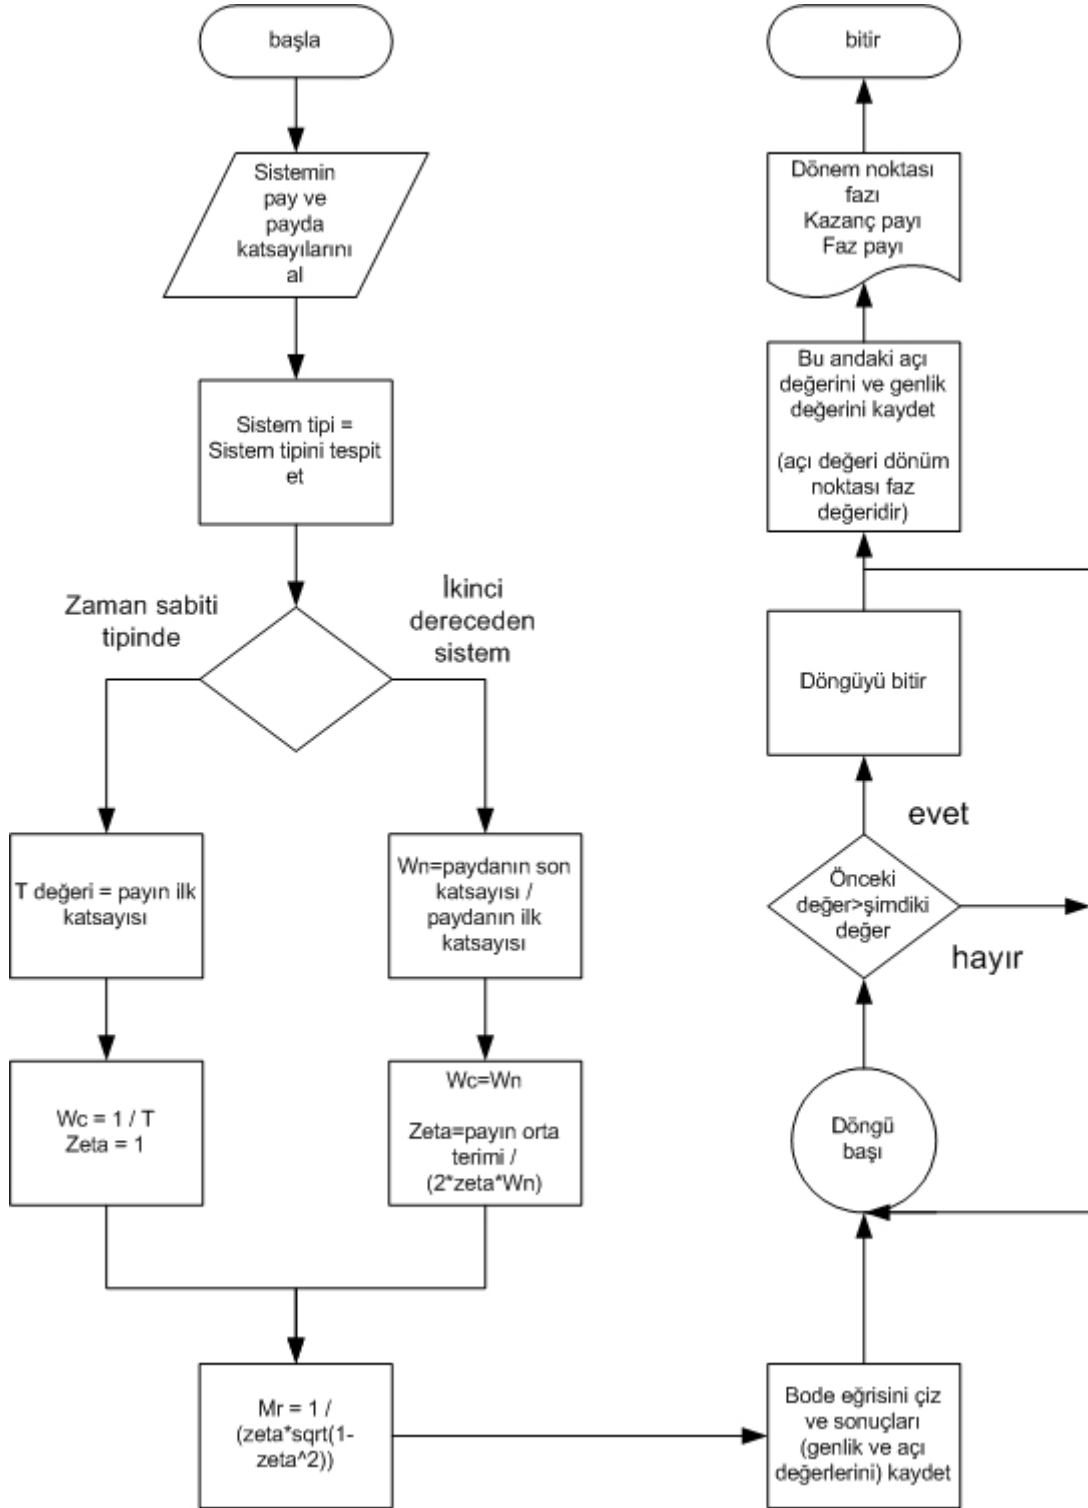 başla
Sistemin
pay ve
payda
katsayılarını
al
Sistem tipi =
Sistem tipini tespit
et
Zaman sabiti
tipinde
İkinci
dereceden
sistem
T değeri = payın ilk
katsayısı
Wn=paydanın son
katsayısı /
paydanın ilk
katsayısı
Wc = 1 / T
Zeta = 1
Wc=Wn
Zeta=payın orta
terimi /
(2*zeta*Wn)
Mr = 1 /
(zeta*sqrt(1-
zeta^2))
bitir
Dönem noktası
fazı
Kazanç payı
Faz payı
Bu andaki açı
değerini ve genlik
değerini kaydet
(açı değeri dönüm
noktası faz
değeridir)
Döngüyü bitir
evet
Önceki
değer>şimdiki
değer
hayır
Döngü
başı
Bode eğrisini çiz
ve sonuçları
(genlik ve açı
değerlerini) kaydet